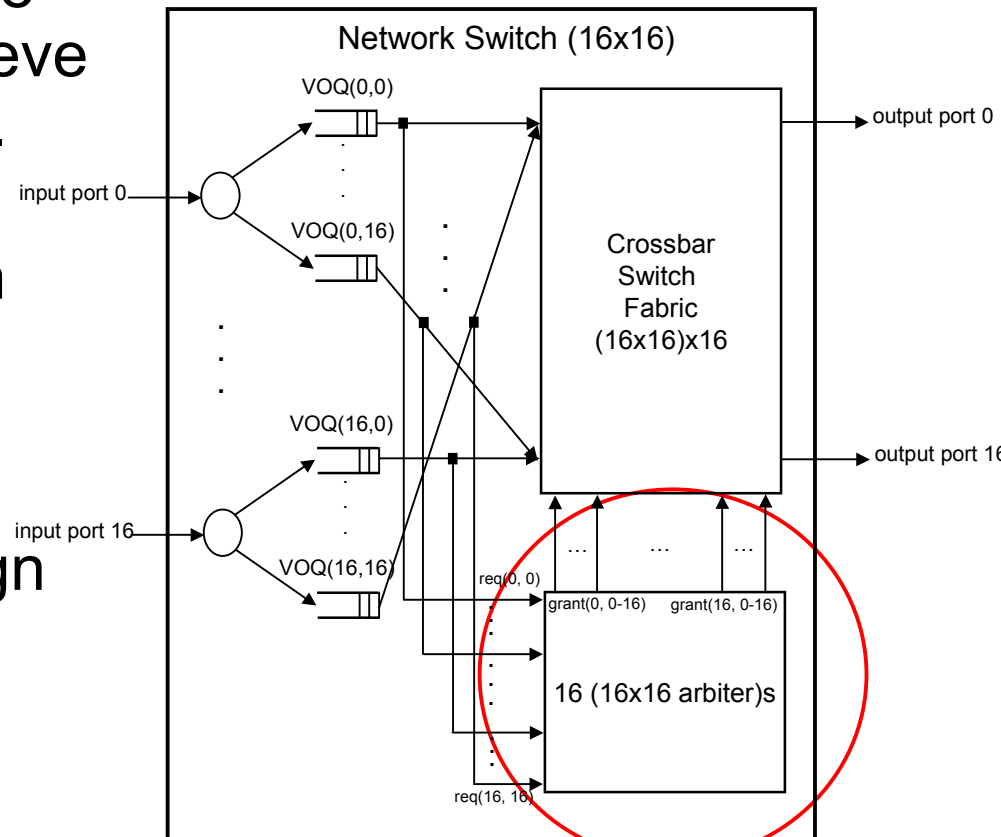 eve
Network Switch (16x16)
VOQ(0,0)
output port 0
input port 0
VOQ(0,16)
Crossbar
Switch
Fabric
(16x16)x16
VOQ(16,0)
output port 16
input port 16
gn
VOQ(16,16)
req(0, 0)
... ... ...
grant(0, 0-16) grant(16, 0-16)
16 (16x16 arbiter)s
req(16, 16)